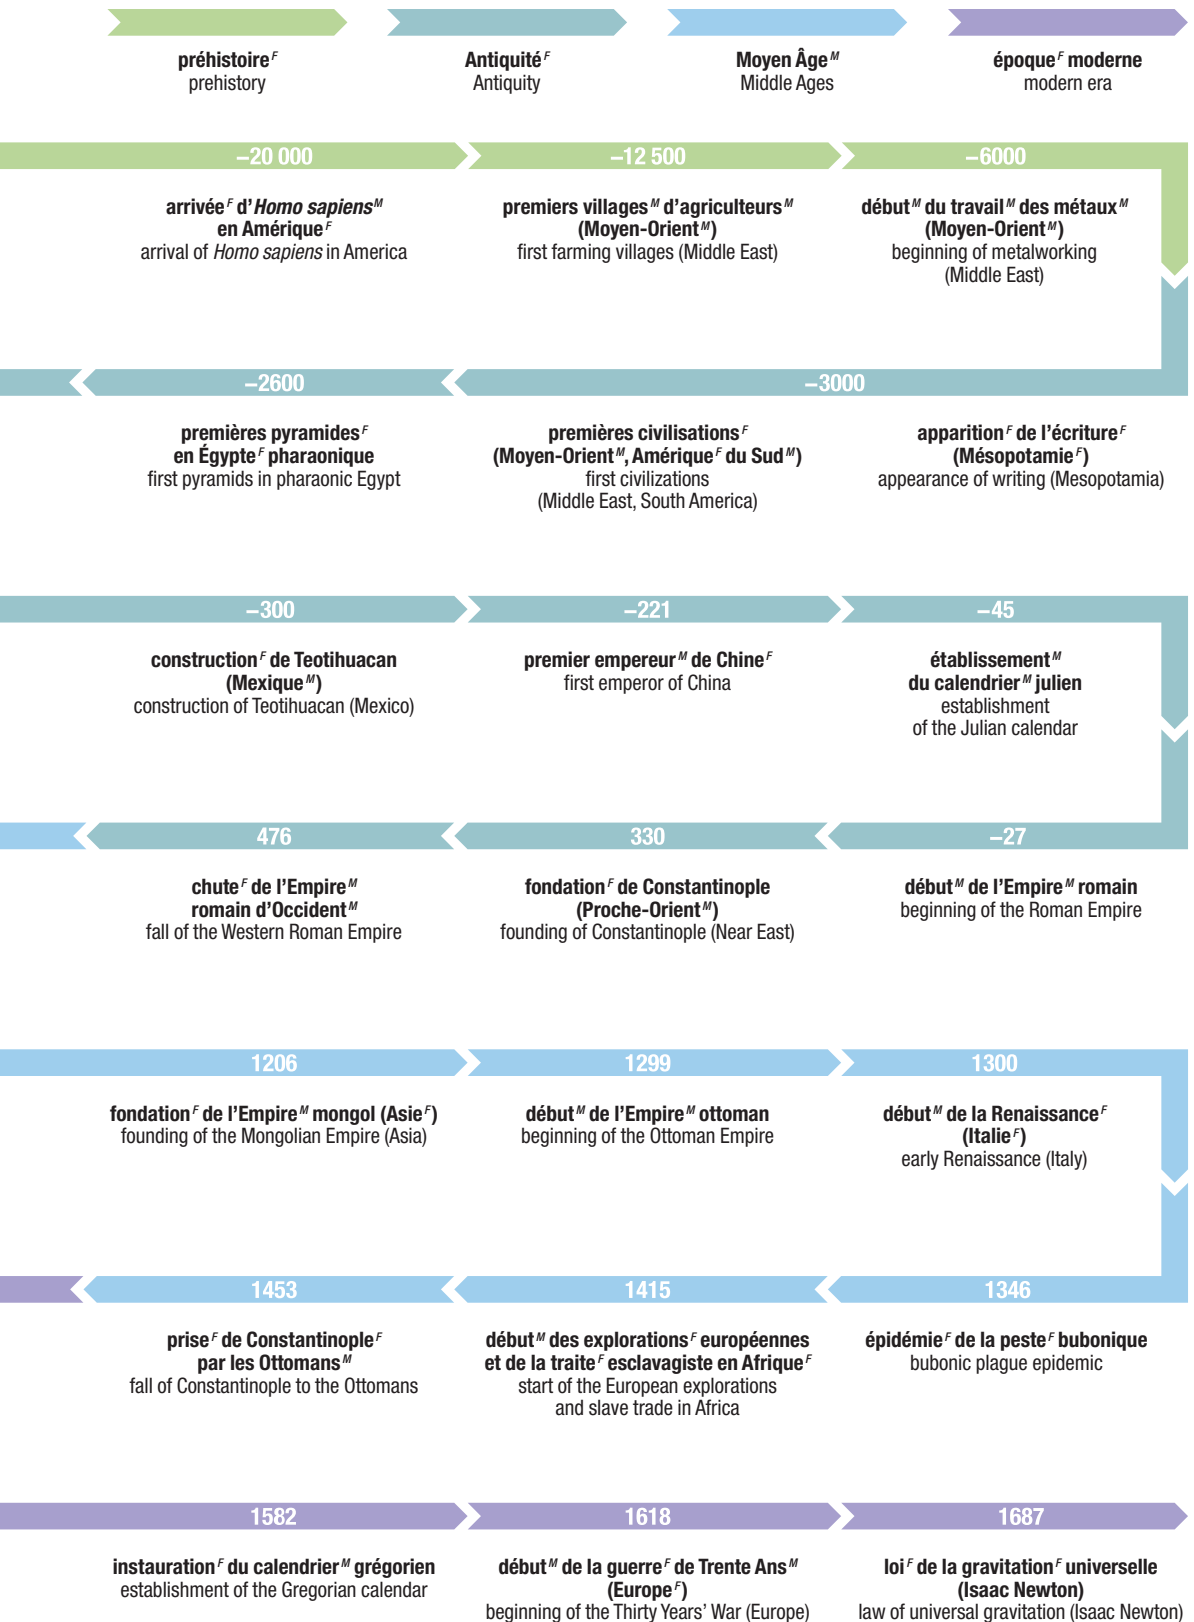 préhistoire F
prehistory
Antiquité F
Antiquity
Moyen Âge M
Middle Ages
époque F moderne
modern era
–20 000
arrivée F d’Homo sapiens M
en Amérique F
arrival of Homo sapiens in America
–12 500
premiers villages M d’agriculteurs M
(Moyen-Orient M)
first farming villages (Middle East)
–6000
début M du travail M des métaux M
(Moyen-Orient M)
beginning of metalworking
(Middle East)
–2600
premières pyramides F
en Égypte F pharaonique
first pyramids in pharaonic Egypt
–3000
premières civilisations F
(Moyen-Orient M, Amérique F du Sud M)
first civilizations
(Middle East, South America)
apparition F de l’écriture F
(Mésopotamie F)
appearance of writing (Mesopotamia)
–300
construction F de Teotihuacan
(Mexique M)
construction of Teotihuacan (Mexico)
–221
premier empereur M de Chine F
first emperor of China
–45
établissement M
du calendrier M julien
establishment
of the Julian calendar
476
chute F de l’Empire M
romain d’Occident M
fall of the Western Roman Empire
330
fondation F de Constantinople
(Proche-Orient M)
founding of Constantinople (Near East)
–27
début M de l’Empire M romain
beginning of the Roman Empire
1206
fondation F de l’Empire M mongol (Asie F)
founding of the Mongolian Empire (Asia)
1299
début M de l’Empire M ottoman
beginning of the Ottoman Empire
1300
début M de la Renaissance F
(Italie F)
early Renaissance (Italy)
1453
prise F de Constantinople F
par les Ottomans M
fall of Constantinople to the Ottomans
1415
début M des explorations F européennes
et de la traite F esclavagiste en Afrique F
start of the European explorations
and slave trade in Africa
1346
épidémie F de la peste F bubonique
bubonic plague epidemic
1582
instauration F du calendrier M grégorien
establishment of the Gregorian calendar
1618
début M de la guerre F de Trente Ans M
(Europe F)
beginning of the Thirty Years’ War (Europe)
1687
loi F de la gravitation F universelle
(Isaac Newton)
law of universal gravitation (Isaac Newton)